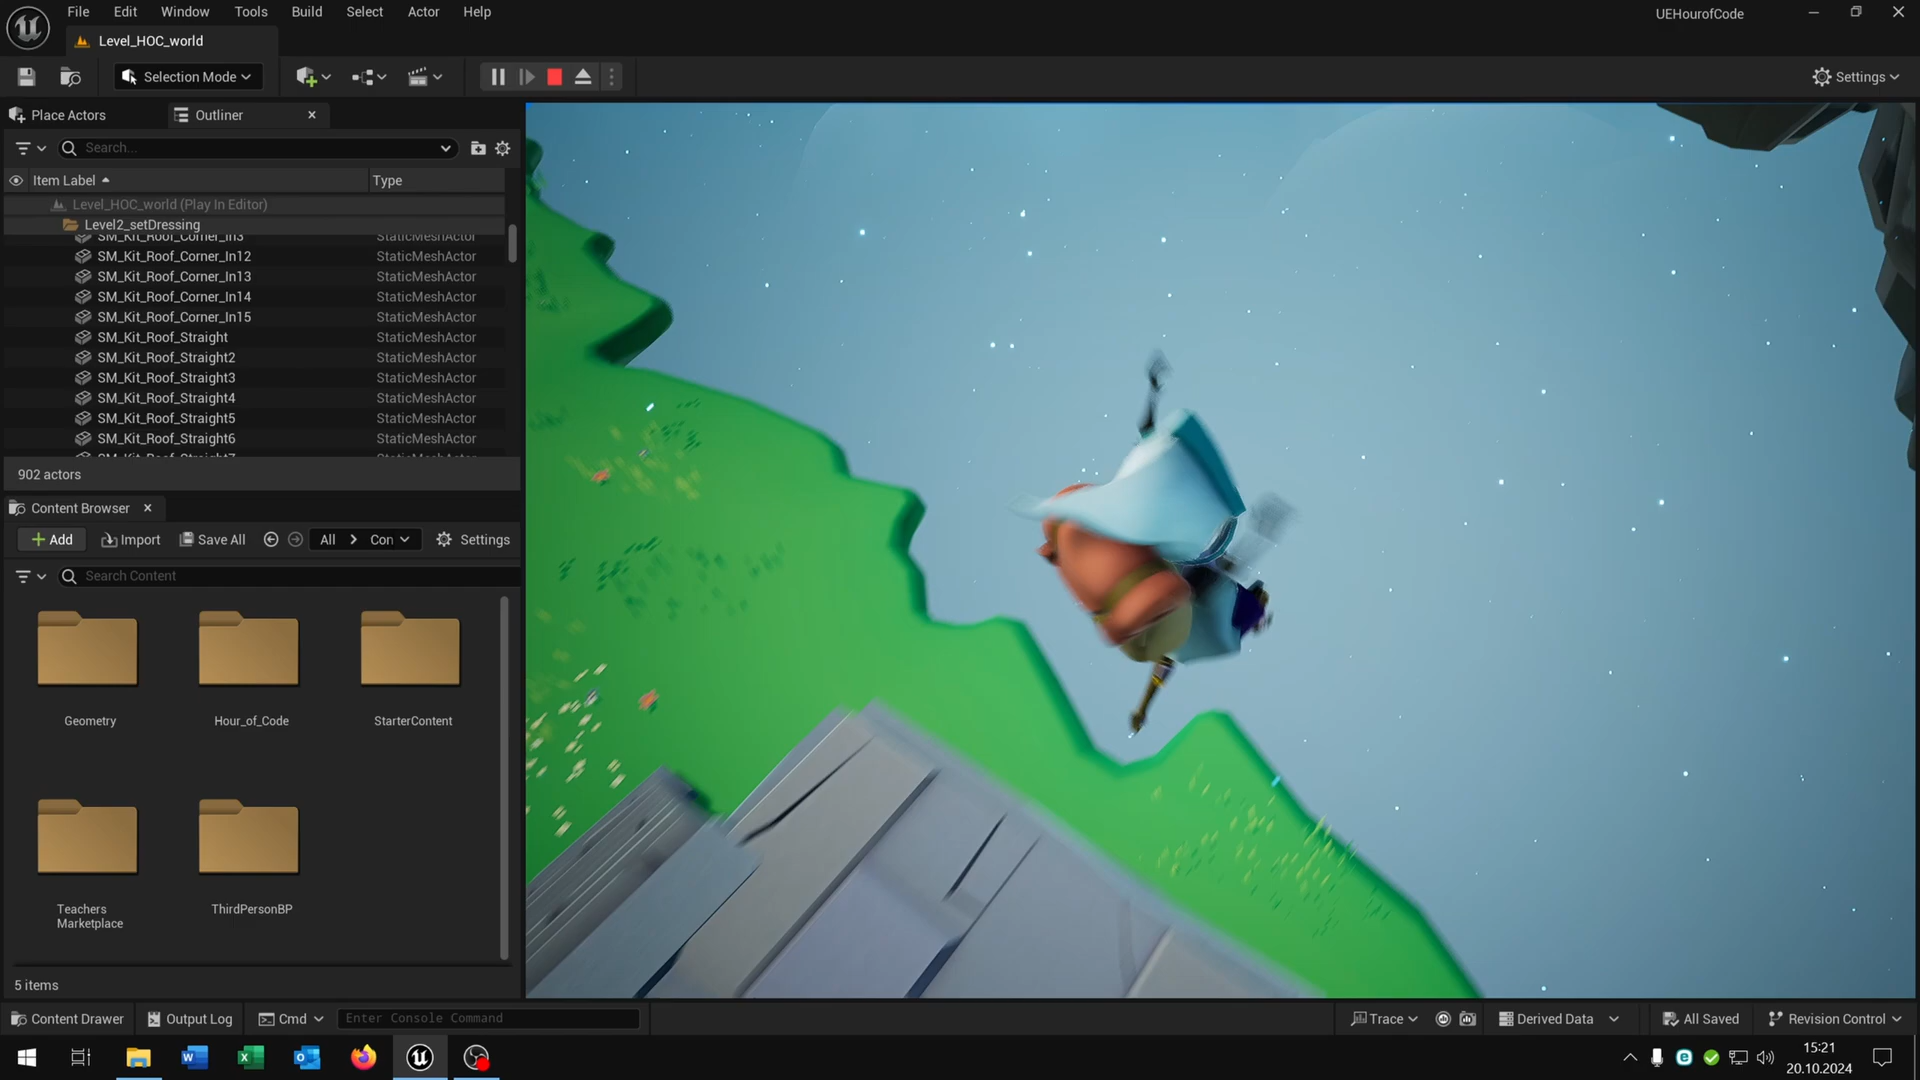 File Edit Window Tools Build Select Actor Help
UEHourofCode
Level_HOC_world
Selection Mode
Settings
Place Actors
Outliner
Search...
Item Label
Type
Level_HOC_world (Play In Editor)
Level2_setDressing
SM_Kit_Roof_Corner_In3 StaticMeshActor
SM_Kit_Roof_Corner_In12 StaticMeshActor
SM_Kit_Roof_Corner_In13 StaticMeshActor
SM_Kit_Roof_Corner_In14 StaticMeshActor
SM_Kit_Roof_Corner_In15 StaticMeshActor
SM_Kit_Roof_Straight StaticMeshActor
SM_Kit_Roof_Straight2 StaticMeshActor
SM_Kit_Roof_Straight3 StaticMeshActor
SM_Kit_Roof_Straight4 StaticMeshActor
SM_Kit_Roof_Straight5 StaticMeshActor
SM_Kit_Roof_Straight6 StaticMeshActor
SM_Kit_Roof_Straight7 StaticMeshActor
902 actors
Content Browser
Add Import Save All All Con Settings
Search Content
Geometry
Hour_of_Code
StarterContent
Teachers
Marketplace
ThirdPersonBP
5 items
Content Drawer Output Log Cmd Enter Console Command Trace Derived Data All Saved Revision Control
15:21
20.10.2024